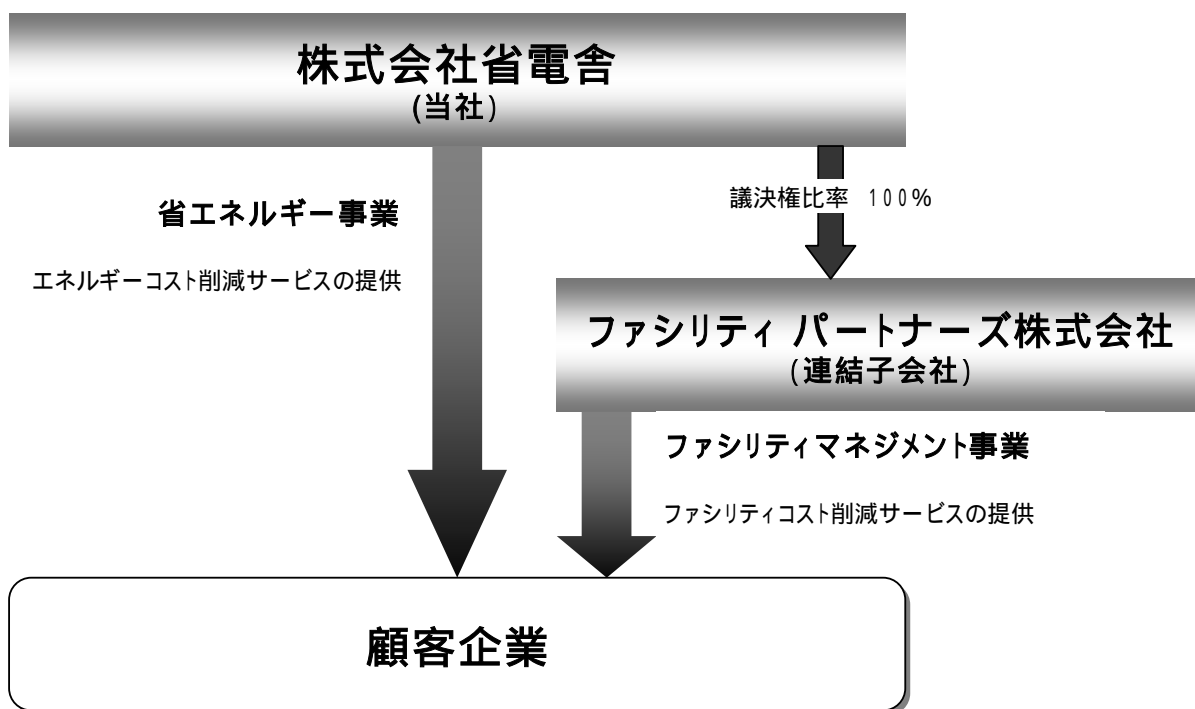 株式会社省電舎
(当社)
省エネルギー事業
議決権比率 100%
エネルギーコスト削減サービスの提供
ファシリティ パートナーズ株式会社
(連結子会社)
ファシリティマネジメント事業
ファシリティコスト削減サービスの提供
顧客企業